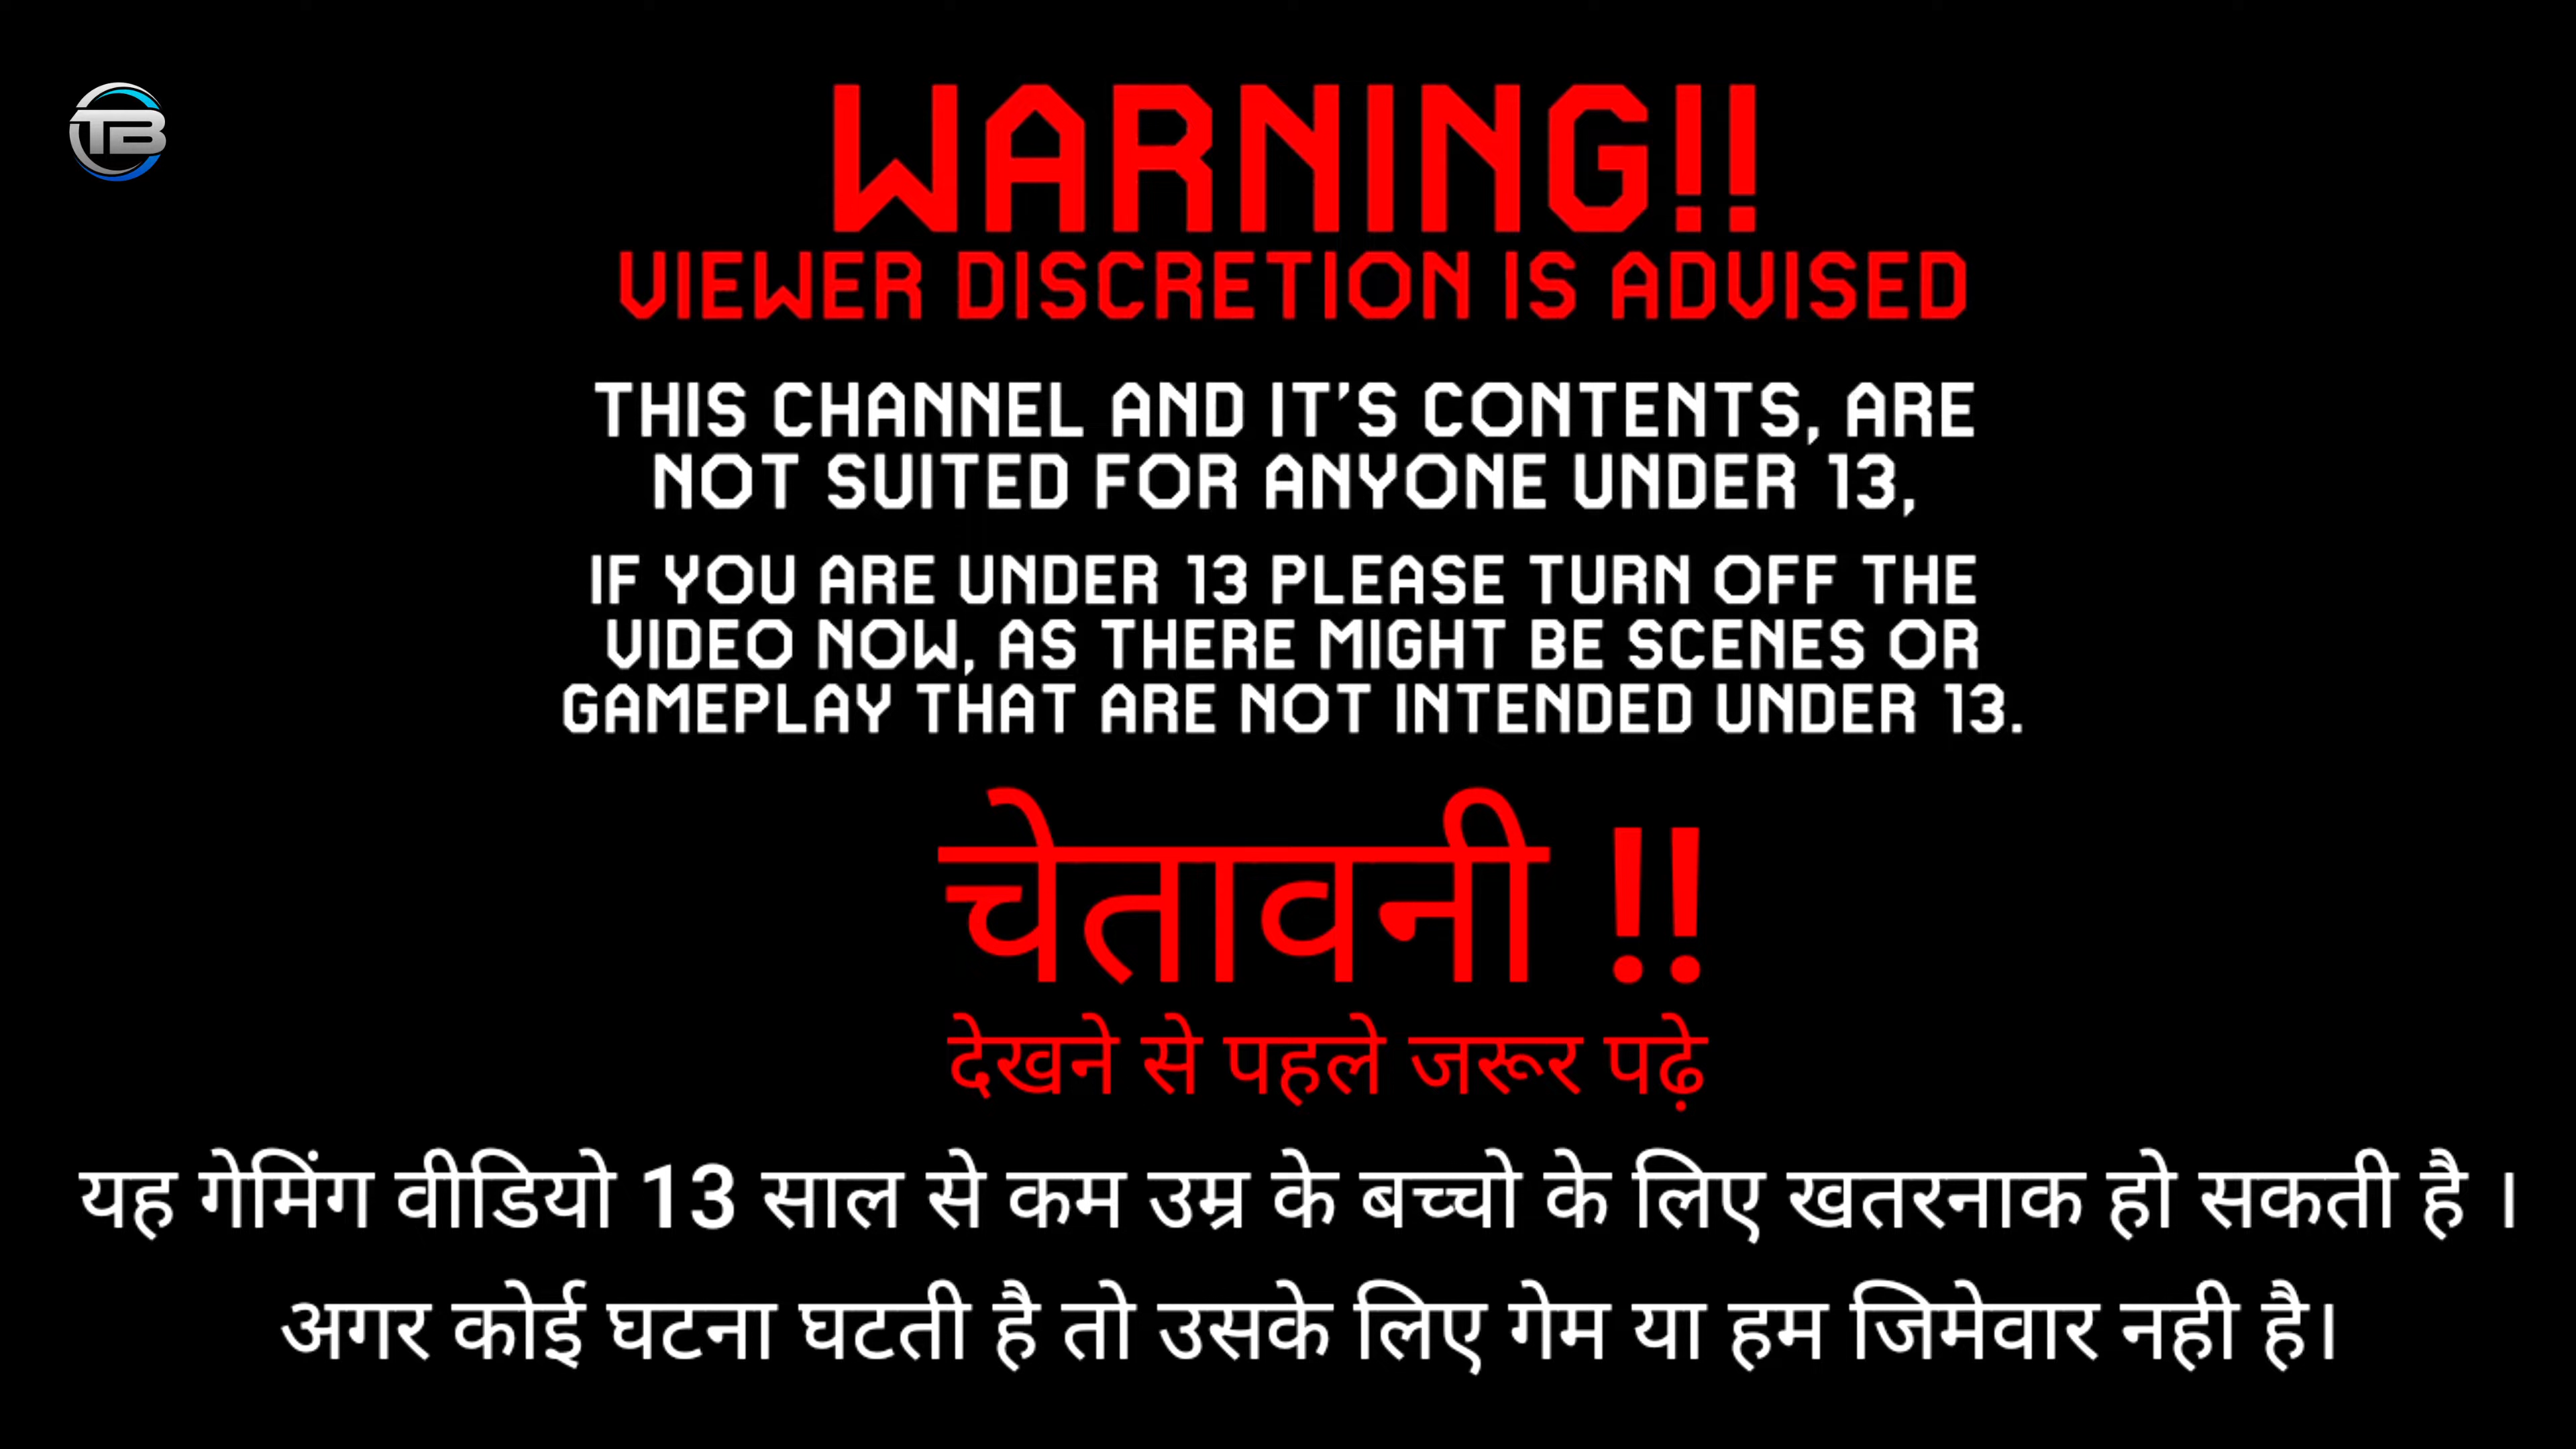 TB
WARNING!!
VIEWER DISCRETION IS ADVISED
THIS CHANNEL AND IT'S CONTENTS, ARE
NOT SUITED FOR ANYONE UNDER 13,
IF YOU ARE UNDER 13 PLEASE TURN OFF THE
VIDEO NOW, AS THERE MIGHT BE SCENES OR
GAMEPLAY THAT ARE NOT INTENDED UNDER 13.
चेतावनी !!
देखने से पहले जरूर पढ़े
यह गेमिंग वीडियो 13 साल से कम उम्र के बच्चो के लिए खतरनाक हो सकती है ।
अगर कोई घटना घटती है तो उसके लिए गेम या हम जिमेवार नही है।